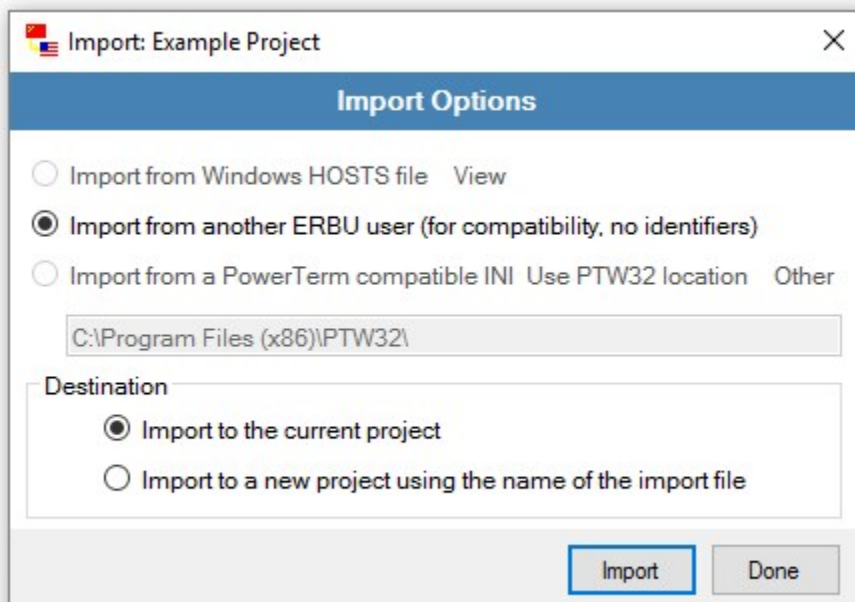 Import: Example Project
Import Options
Import from Windows HOSTS file View
Import from another ERBU user (for compatibility, no identifiers)
Import from a PowerTerm compatible INI Use PTW32 location Other
C:\Program Files (x86)\PTW32\
Destination
Import to the current project
Import to a new project using the name of the import file
Import Done